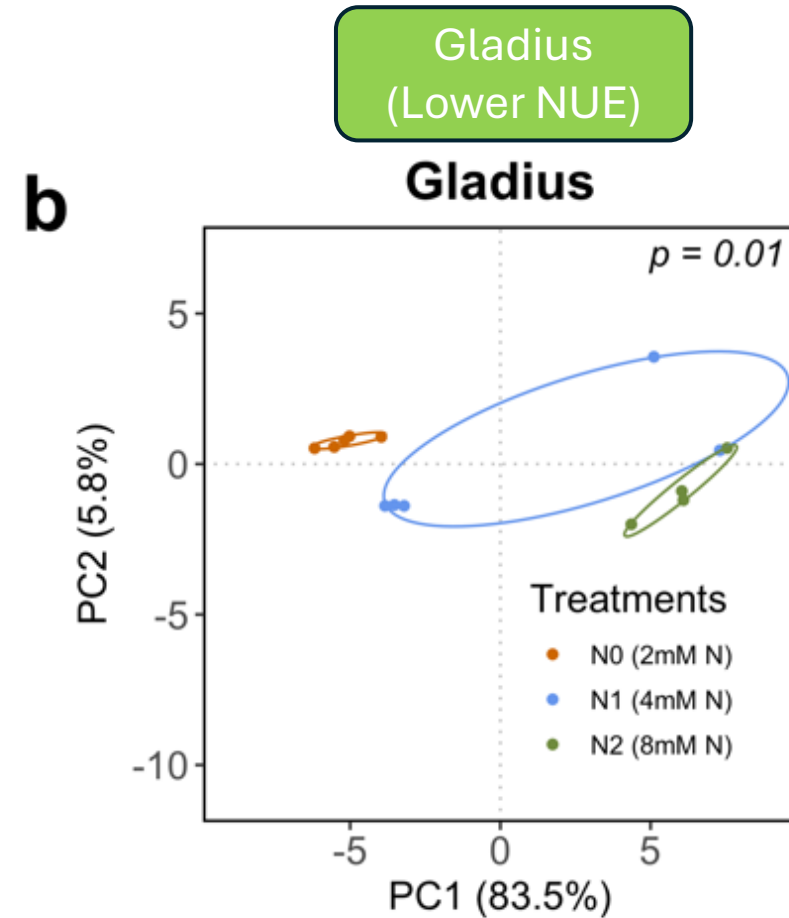 Gladius
(Lower NUE)
b
Gladius
p = 0.01
5
0
-5
-10
PC2 (5.8%)
Treatments
N0 (2mM N)
N1 (4mM N)
N2 (8mM N)
-5
0
5
PC1 (83.5%)